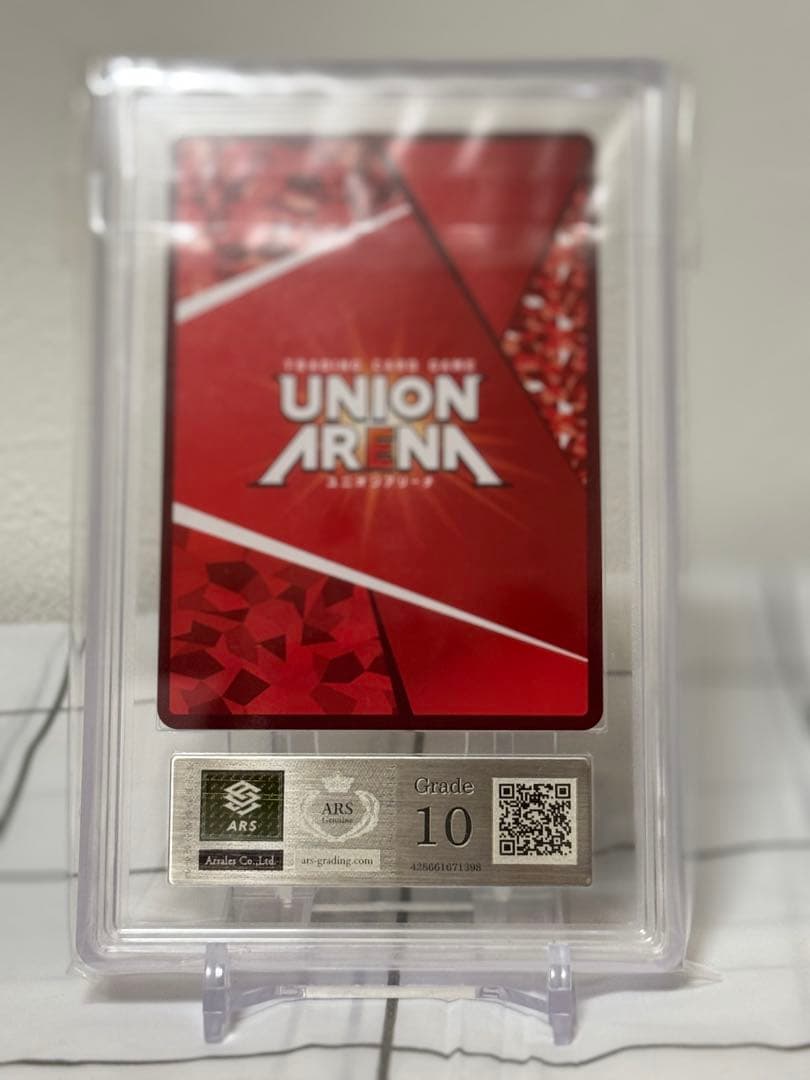 TRADING CARD GAME
UNION
ARENA
ユニオンアリーナ
ARS
Arsales Co.,Ltd.
ARS
Genuine
ars-grading.com
Grade
10
428661671398